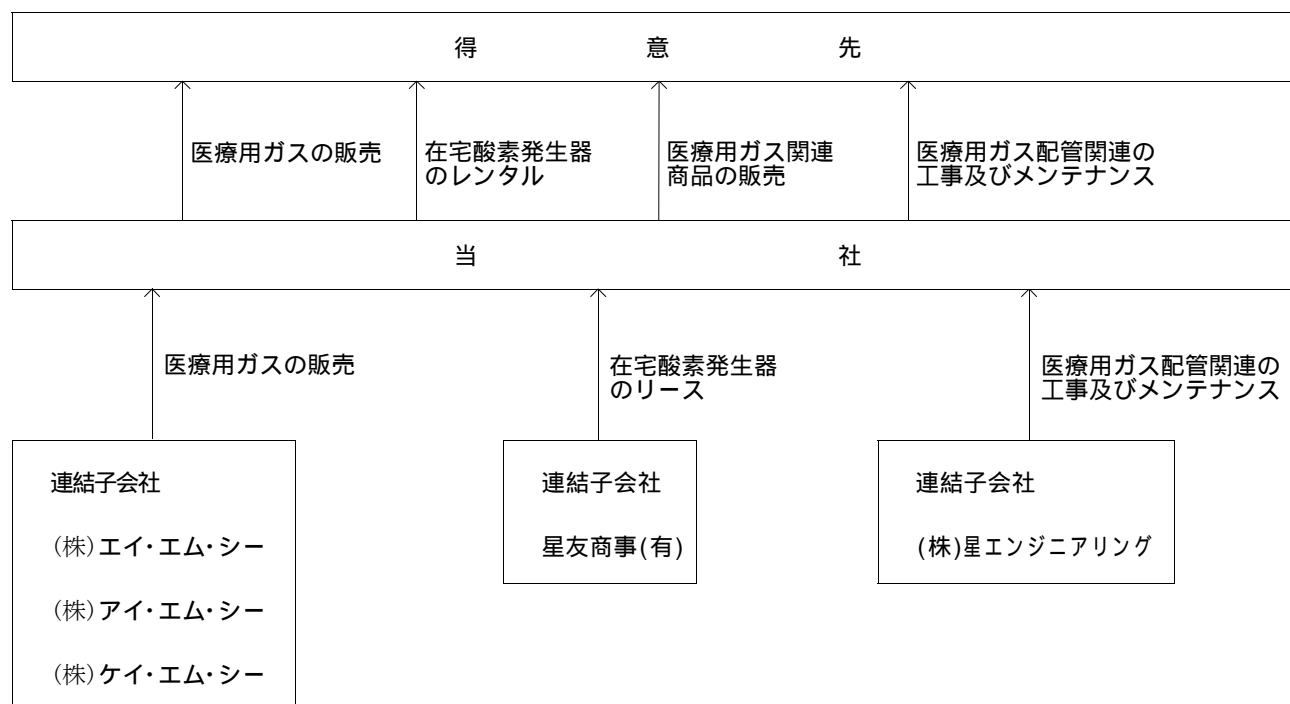 得意先
医療用ガスの販売
在宅酸素発生器
のレンタル
医療用ガス関連
商品の販売
医療用ガス配管関連の
工事及びメンテナンス
当社
医療用ガスの販売
在宅酸素発生器
のリース
医療用ガス配管関連の
工事及びメンテナンス
連結子会社
(株)エイ・エム・シー
(株)アイ・エム・シー
(株)ケイ・エム・シー
連結子会社
星友商事(有)
連結子会社
(株)星エンジニアリング